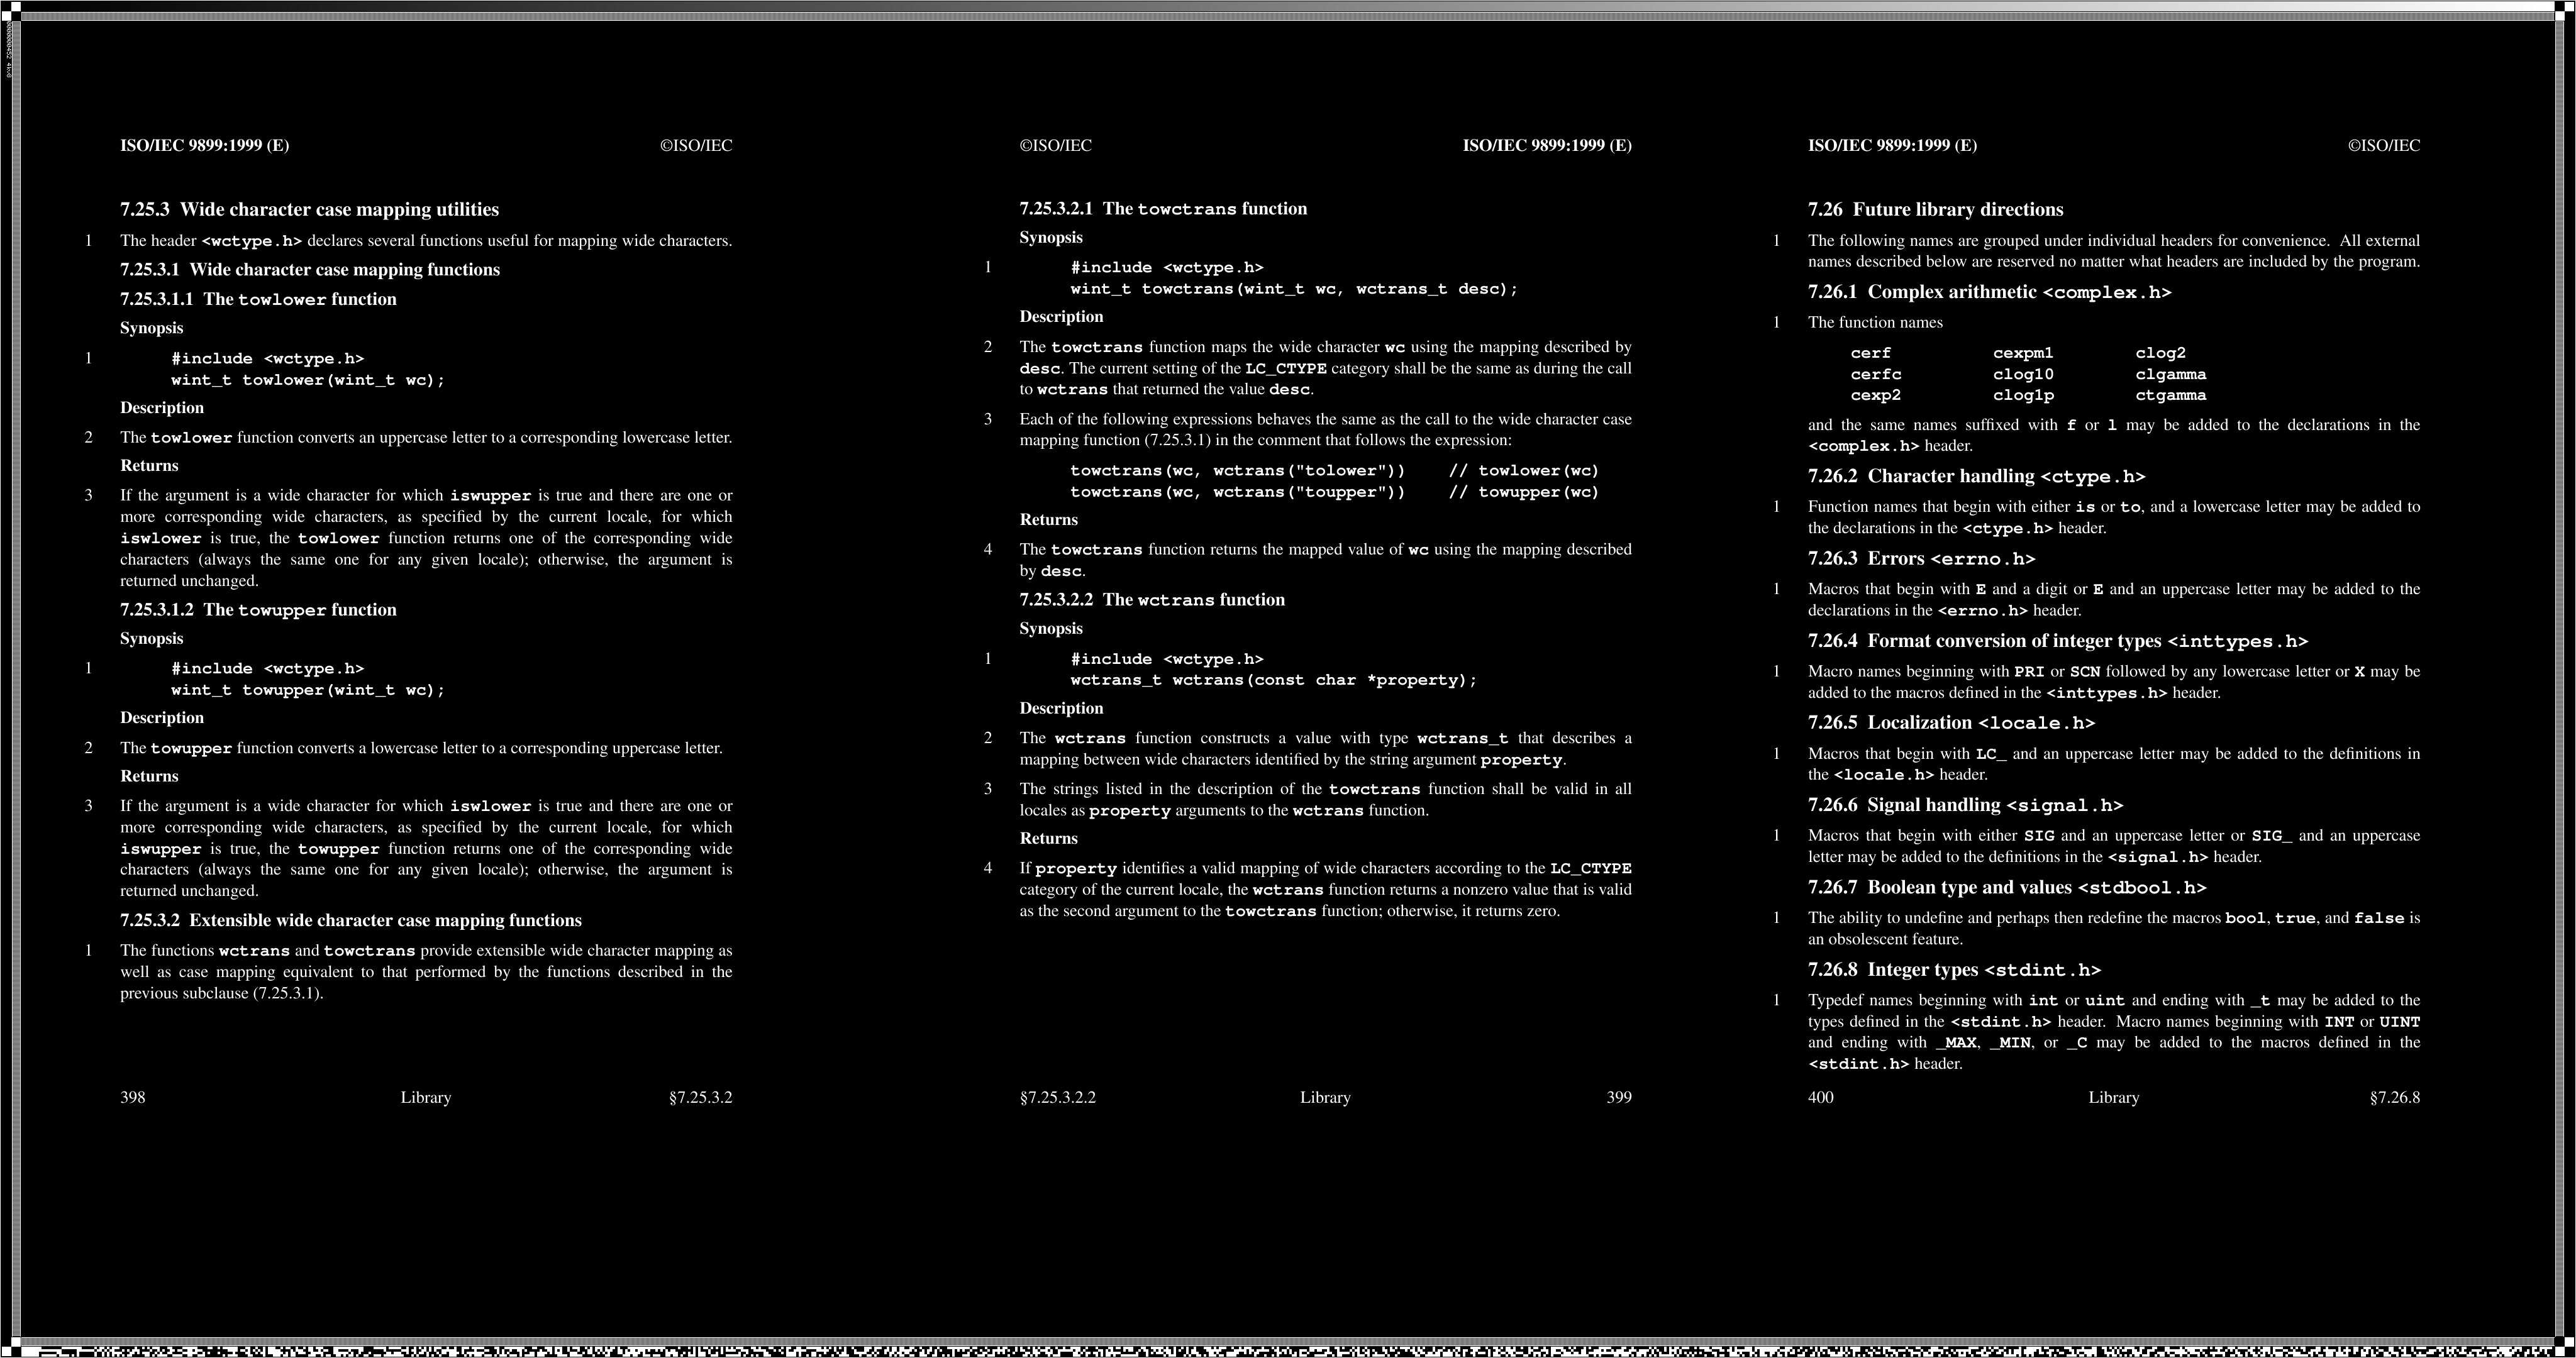 ISO/IEC 9899:1999 (E) ©ISO/IEC
7.25.3 Wide character case mapping utilities
1 The header <wctype.h> declares several functions useful for mapping wide characters.
7.25.3.1 Wide character case mapping functions
7.25.3.1.1 The towlower function
Synopsis
1 #include <wctype.h>
wint_t towlower(wint_t wc);
Description
2 The towlower function converts an uppercase letter to a corresponding lowercase letter.
Returns
3 If the argument is a wide character for which iswupper is true and there are one or
more corresponding wide characters, as specified by the current locale, for which
iswlower is true, the towlower function returns one of the corresponding wide
characters (always the same one for any given locale); otherwise, the argument is
returned unchanged.
7.25.3.1.2 The towupper function
Synopsis
1 #include <wctype.h>
wint_t towupper(wint_t wc);
Description
2 The towupper function converts a lowercase letter to a corresponding uppercase letter.
Returns
3 If the argument is a wide character for which iswlower is true and there are one or
more corresponding wide characters, as specified by the current locale, for which
iswupper is true, the towupper function returns one of the corresponding wide
characters (always the same one for any given locale); otherwise, the argument is
returned unchanged.
7.25.3.2 Extensible wide character case mapping functions
1 The functions wctrans and towctrans provide extensible wide character mapping as
well as case mapping equivalent to that performed by the functions described in the
previous subclause (7.25.3.1).
398 Library §7.25.3.2
©ISO/IEC ISO/IEC 9899:1999 (E)
7.25.3.2.1 The towctrans function
Synopsis
1 #include <wctype.h>
wint_t towctrans(wint_t wc, wctrans_t desc);
Description
2 The towctrans function maps the wide character wc using the mapping described by
desc. The current setting of the LC_CTYPE category shall be the same as during the call
to wctrans that returned the value desc.
3 Each of the following expressions behaves the same as the call to the wide character case
mapping function (7.25.3.1) in the comment that follows the expression:
towctrans(wc, wctrans("tolower")) // towlower(wc)
towctrans(wc, wctrans("toupper")) // towupper(wc)
Returns
4 The towctrans function returns the mapped value of wc using the mapping described
by desc.
7.25.3.2.2 The wctrans function
Synopsis
1 #include <wctype.h>
wctrans_t wctrans(const char *property);
Description
2 The wctrans function constructs a value with type wctrans_t that describes a
mapping between wide characters identified by the string argument property.
3 The strings listed in the description of the towctrans function shall be valid in all
locales as property arguments to the wctrans function.
Returns
4 If property identifies a valid mapping of wide characters according to the LC_CTYPE
category of the current locale, the wctrans function returns a nonzero value that is valid
as the second argument to the towctrans function; otherwise, it returns zero.
§7.25.3.2.2 Library 399
ISO/IEC 9899:1999 (E) ©ISO/IEC
7.26 Future library directions
1 The following names are grouped under individual headers for convenience. All external
names described below are reserved no matter what headers are included by the program.
7.26.1 Complex arithmetic <complex.h>
1 The function names
cerf cexpm1 clog2
cerfc clog10 clgamma
cexp2 clog1p ctgamma
and the same names suffixed with f or l may be added to the declarations in the
<complex.h> header.
7.26.2 Character handling <ctype.h>
1 Function names that begin with either is or to, and a lowercase letter may be added to
the declarations in the <ctype.h> header.
7.26.3 Errors <errno.h>
1 Macros that begin with E and a digit or E and an uppercase letter may be added to the
declarations in the <errno.h> header.
7.26.4 Format conversion of integer types <inttypes.h>
1 Macro names beginning with PRI or SCN followed by any lowercase letter or X may be
added to the macros defined in the <inttypes.h> header.
7.26.5 Localization <locale.h>
1 Macros that begin with LC_ and an uppercase letter may be added to the definitions in
the <locale.h> header.
7.26.6 Signal handling <signal.h>
1 Macros that begin with either SIG and an uppercase letter or SIG_ and an uppercase
letter may be added to the definitions in the <signal.h> header.
7.26.7 Boolean type and values <stdbool.h>
1 The ability to undefine and perhaps then redefine the macros bool, true, and false is
an obsolescent feature.
7.26.8 Integer types <stdint.h>
1 Typedef names beginning with int or uint and ending with _t may be added to the
types defined in the <stdint.h> header. Macro names beginning with INT or UINT
and ending with _MAX, _MIN, or _C may be added to the macros defined in the
<stdint.h> header.
400 Library §7.26.8